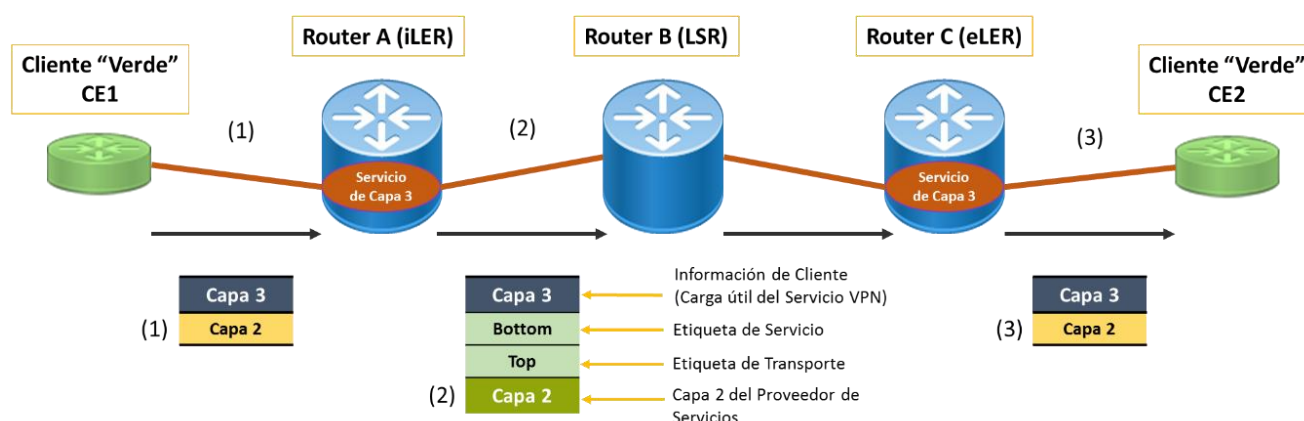 Cliente “Verde”
CE1
Router A (iLER)
Router B (LSR)
Router C (eLER)
Cliente “Verde”
CE2
(1)
(2)
(3)
Servicio
de Capa 3
Servicio
de Capa 3
(1)
Capa 3
Capa 2
(2)
Capa 3
Bottom
Top
Capa 2
Información de Cliente
(Carga útil del Servicio VPN)
Etiqueta de Servicio
Etiqueta de Transporte
Capa 2 del Proveedor de
Servicios
(3)
Capa 3
Capa 2